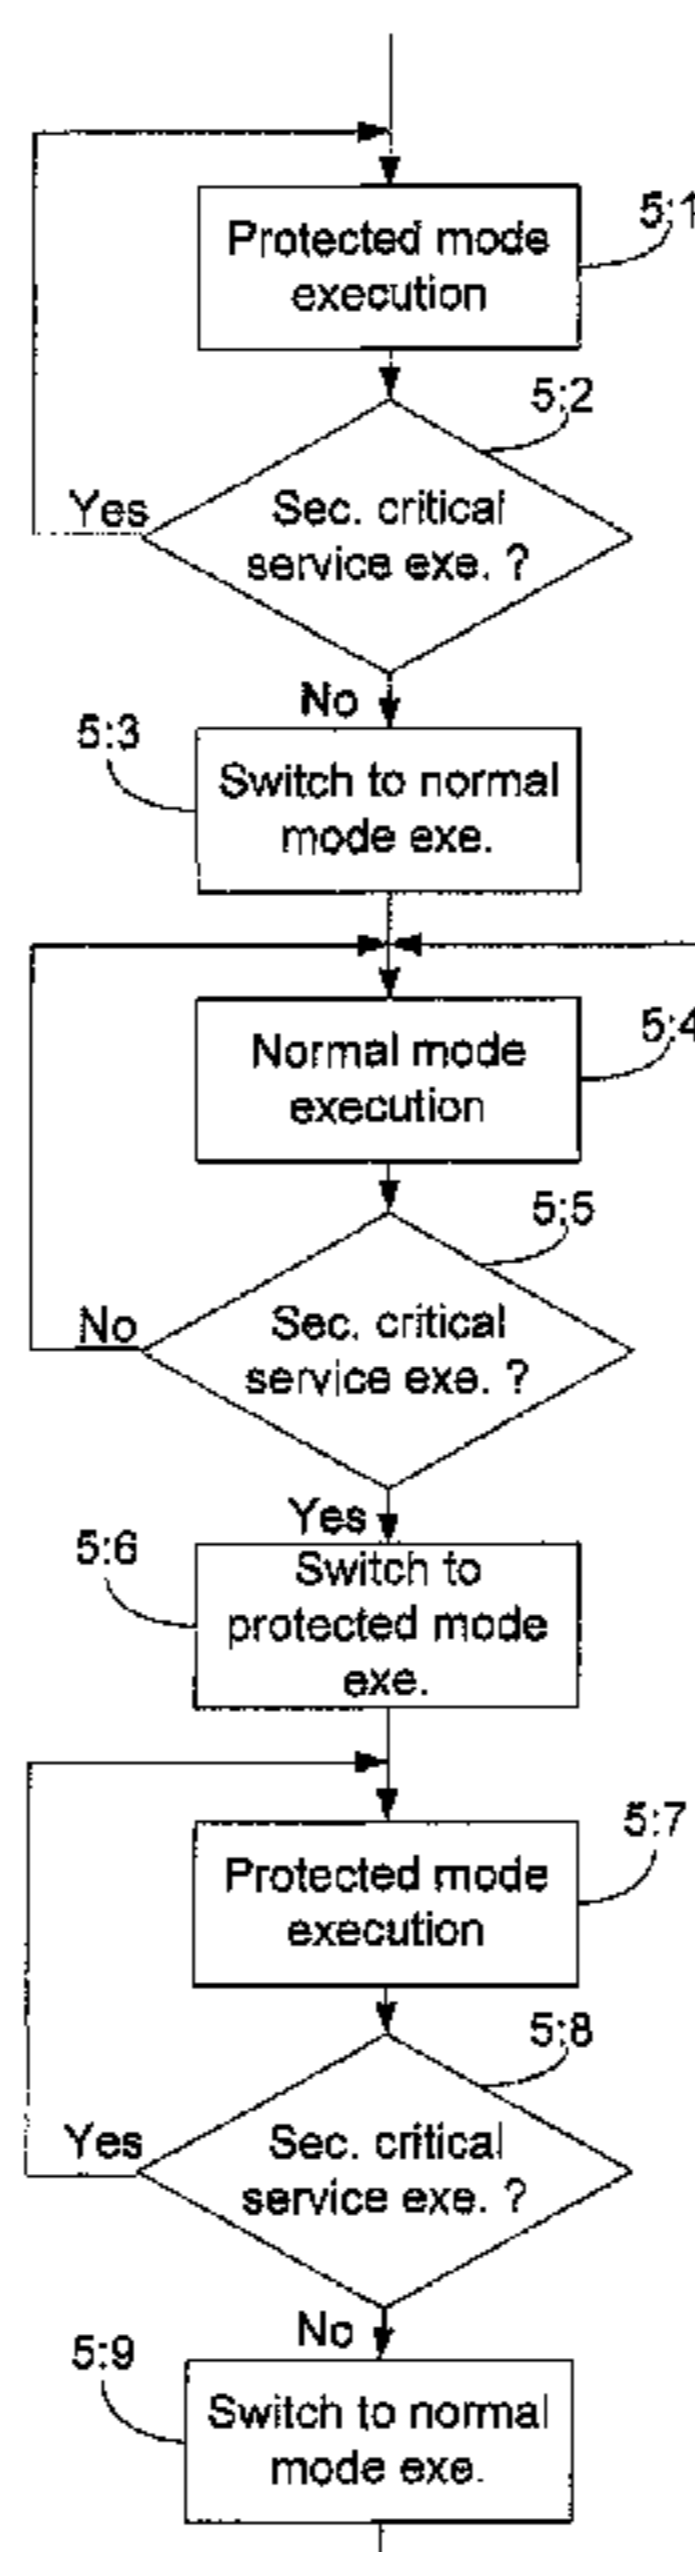 Protected mode
execution
5:1
5:2
Sec. critical
service exe. ?
Yes
No
5:3
Switch to normal
mode exe.
Normal mode
execution
5:4
5:5
Sec. critical
service exe. ?
No
Yes
5:6
Switch to
protected mode
exe.
Protected mode
execution
5:7
5:8
Sec. critical
service exe. ?
Yes
No
5:9
Switch to normal
mode exe.